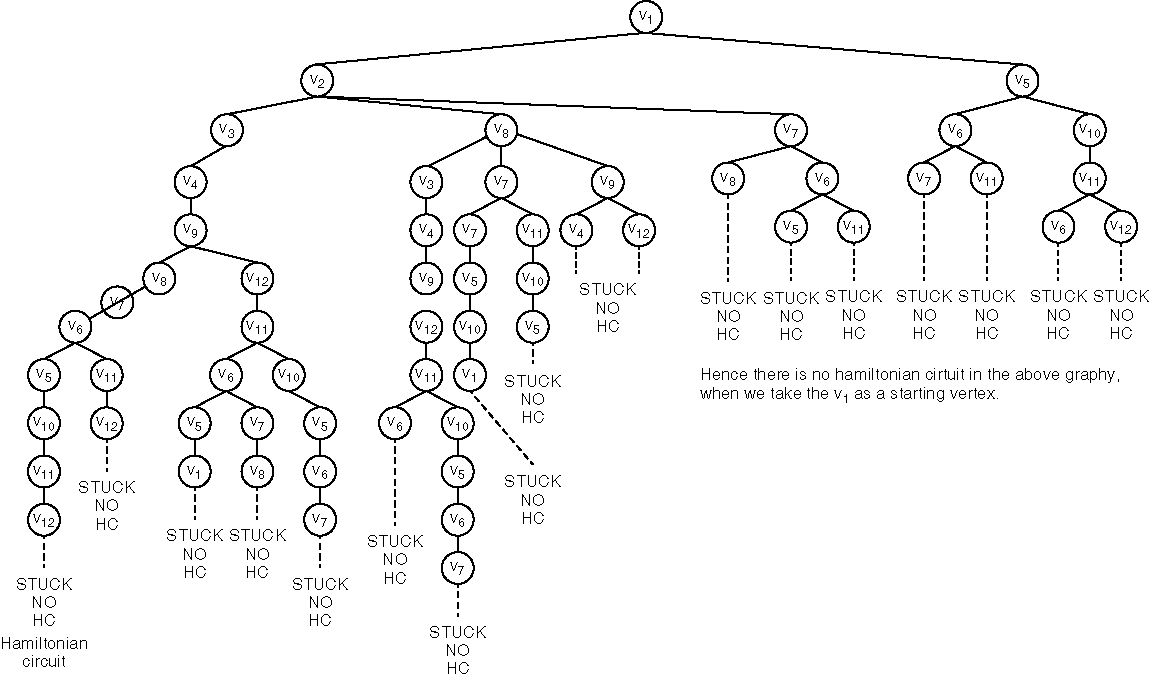 V1
V2
V5
V3
V8
V7
V6
V10
V4
V3
V7
V9
V8
V6
V7
V11
V11
V9
V4
V7
V11
V4
V12
V5
V11
V6
V12
V8
V12
V9
V5
V10
STUCK
NO
HC
STUCK
NO
HC
STUCK
NO
HC
STUCK
NO
HC
STUCK
NO
HC
STUCK
NO
HC
STUCK
NO
HC
STUCK
NO
HC
V7
V6
V11
V12
V10
V5
V5
V11
V6
V10
V11
V1
STUCK
NO
HC
Hence there is no hamiltonian cirtuit in the above graphy,
when we take the v1 as a starting vertex.
V10
V12
V5
V7
V5
V6
V10
V11
V1
V8
V6
V5
STUCK
NO
HC
STUCK
NO
HC
V12
V7
V6
STUCK
NO
HC
STUCK
NO
HC
STUCK
NO
HC
V7
STUCK
NO
HC
STUCK
NO
HC
Hamiltonian
circuit
STUCK
NO
HC